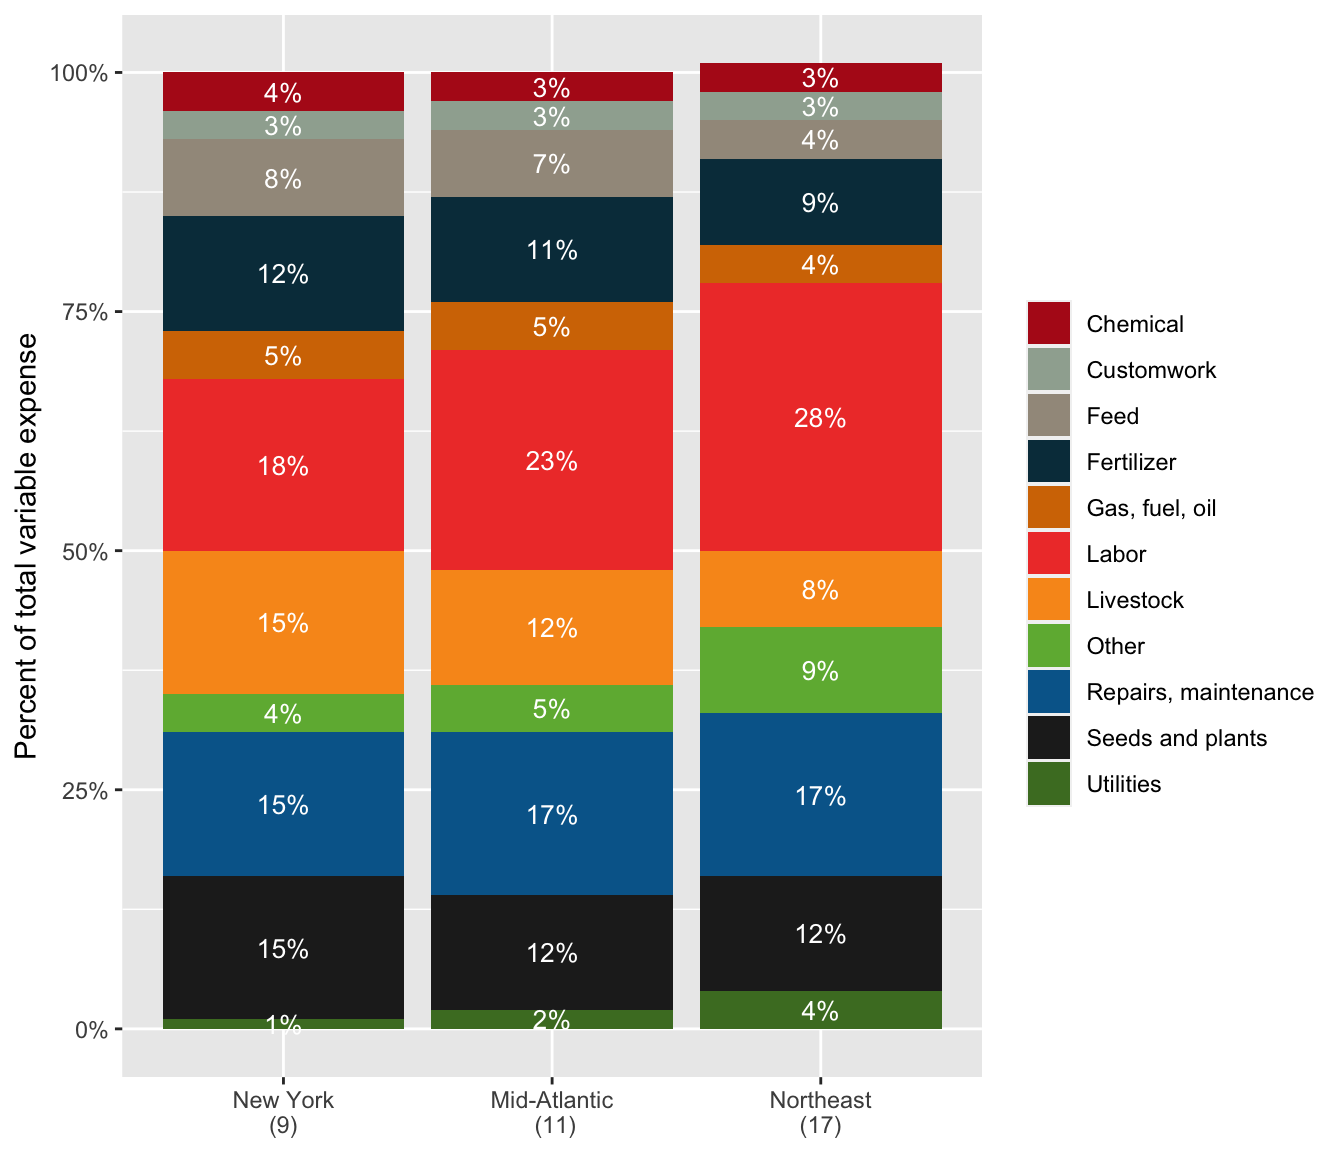 Percent of total variable expense
100%
75%
50%
25%
0%
4%
3%
8%
12%
5%
18%
15%
4%
15%
15%
1%
3%
3%
7%
11%
5%
23%
12%
5%
17%
12%
2%
3%
3%
4%
9%
4%
28%
8%
9%
17%
12%
4%
New York
(9)
Mid-Atlantic
(11)
Northeast
(17)
Chemical
Customwork
Feed
Fertilizer
Gas, fuel, oil
Labor
Livestock
Other
Repairs, maintenance
Seeds and plants
Utilities